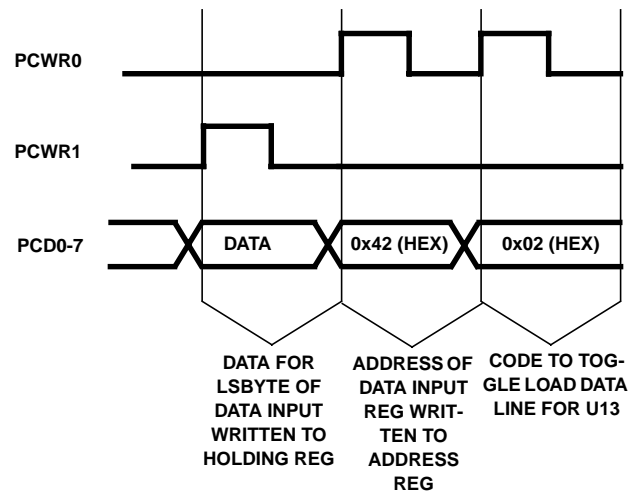 PCWR0
PCWR1
PCD0-7
DATA
0x42 (HEX)
0x02 (HEX)
DATA FOR
LSBYTE OF
DATA INPUT
WRITTEN TO
HOLDING REG
ADDRESS OF
DATA INPUT
REG WRIT-
TEN TO
ADDRESS
REG
CODE TO TOG-
GLE LOAD DATA
LINE FOR U13